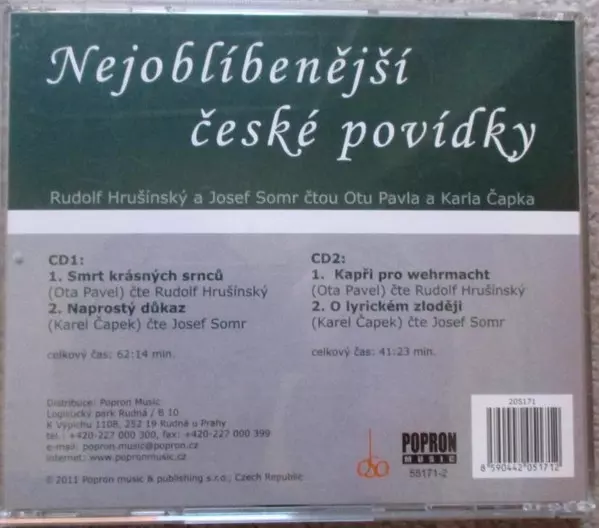 Nejoblíbenější
české povídky
Rudolf Hrušínský a Josef Somr čtou Otu Pavla a Karla Čapka
CD1:
1. Smrt krásných srnců
(Ota Pavel) čte Rudolf Hrušínský
2. Naprostý důkaz
(Karel Čapek) čte Josef Somr
celkový čas: 62:14 min.
CD2:
1. Kapři pro wehrmacht
(Ota Pavel) čte Rudolf Hrušínský
2. O lyrickém zloději
(Karel Čapek) čte Josef Somr
celkový čas: 41:23 min.
Distribuce: Popron Music
Logistický park Rudná / B 10
K Vypichu 1108, 252 19 Rudná u Prahy
tel.: +420-227 000 300, fax: +420-227 000 399
e-mail: popron.music@popron.cz
internet: www.popronmusic.cz
© 2011 Popron music & publishing s.r.o., Czech Republic
POPRON
MUSIC
55171-2
205171
8 590442 051712